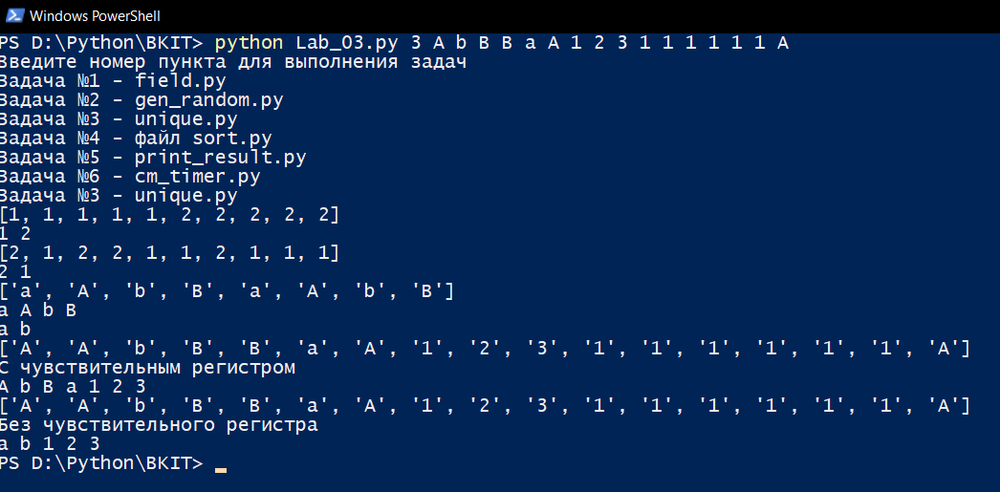 Windows PowerShell
PS D:\Python\BKIT> python Lab_03.py 3 A b B B a A 1 2 3 1 1 1 1 1 1 A
Введите номер пункта для выполнения задач
Задача №1 - field.py
Задача №2 - gen_random.py
Задача №3 - unique.py
Задача №4 - файл sort.py
Задача №5 - print_result.py
Задача №6 - cm_timer.py
Задача №3 - unique.py
[1, 1, 1, 1, 1, 2, 2, 2, 2, 2]
1 2
[2, 1, 2, 2, 1, 1, 2, 1, 1, 1]
2 1
['a', 'A', 'b', 'B', 'a', 'A', 'b', 'B']
a A b B
a b
['A', 'A', 'b', 'B', 'B', 'a', 'A', '1', '2', '3', '1', '1', '1', '1', '1', '1', 'A']
С чувствительным регистром
A b B a 1 2 3
['A', 'A', 'b', 'B', 'B', 'a', 'A', '1', '2', '3', '1', '1', '1', '1', '1', '1', 'A']
Без чувствительного регистра
a b 1 2 3
PS D:\Python\BKIT>